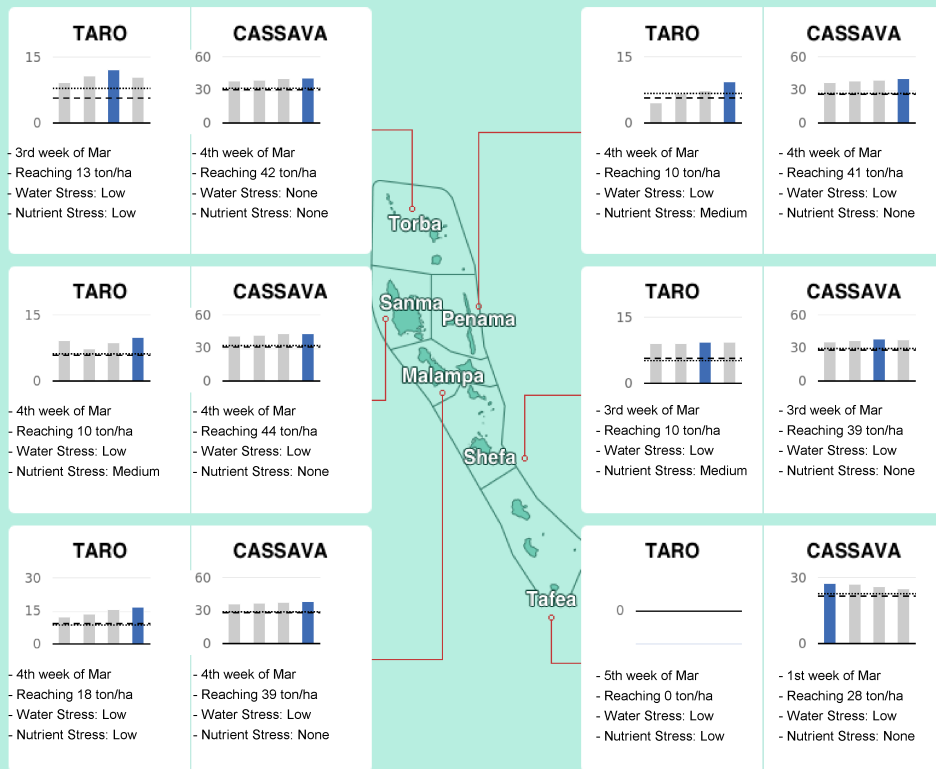 TARO
15
0
- 3rd week of Mar
- Reaching 13 ton/ha
- Water Stress: Low
- Nutrient Stress: Low
CASSAVA
60
30
0
- 4th week of Mar
- Reaching 42 ton/ha
- Water Stress: None
- Nutrient Stress: None
TARO
15
0
- 4th week of Mar
- Reaching 10 ton/ha
- Water Stress: Low
- Nutrient Stress: Medium
CASSAVA
60
30
0
- 4th week of Mar
- Reaching 41 ton/ha
- Water Stress: Low
- Nutrient Stress: None
Torba
Sanma
Penama
Malampa
Shefa
Tafea
TARO
15
0
- 4th week of Mar
- Reaching 10 ton/ha
- Water Stress: Low
- Nutrient Stress: Medium
CASSAVA
60
30
0
- 4th week of Mar
- Reaching 44 ton/ha
- Water Stress: Low
- Nutrient Stress: None
TARO
15
0
- 3rd week of Mar
- Reaching 10 ton/ha
- Water Stress: Low
- Nutrient Stress: Medium
CASSAVA
60
30
0
- 3rd week of Mar
- Reaching 39 ton/ha
- Water Stress: Low
- Nutrient Stress: None
TARO
30
15
0
- 4th week of Mar
- Reaching 18 ton/ha
- Water Stress: Low
- Nutrient Stress: Low
CASSAVA
60
30
0
- 4th week of Mar
- Reaching 39 ton/ha
- Water Stress: Low
- Nutrient Stress: None
TARO
0
- 5th week of Mar
- Reaching 0 ton/ha
- Water Stress: Low
- Nutrient Stress: Low
CASSAVA
30
0
- 1st week of Mar
- Reaching 28 ton/ha
- Water Stress: Low
- Nutrient Stress: None